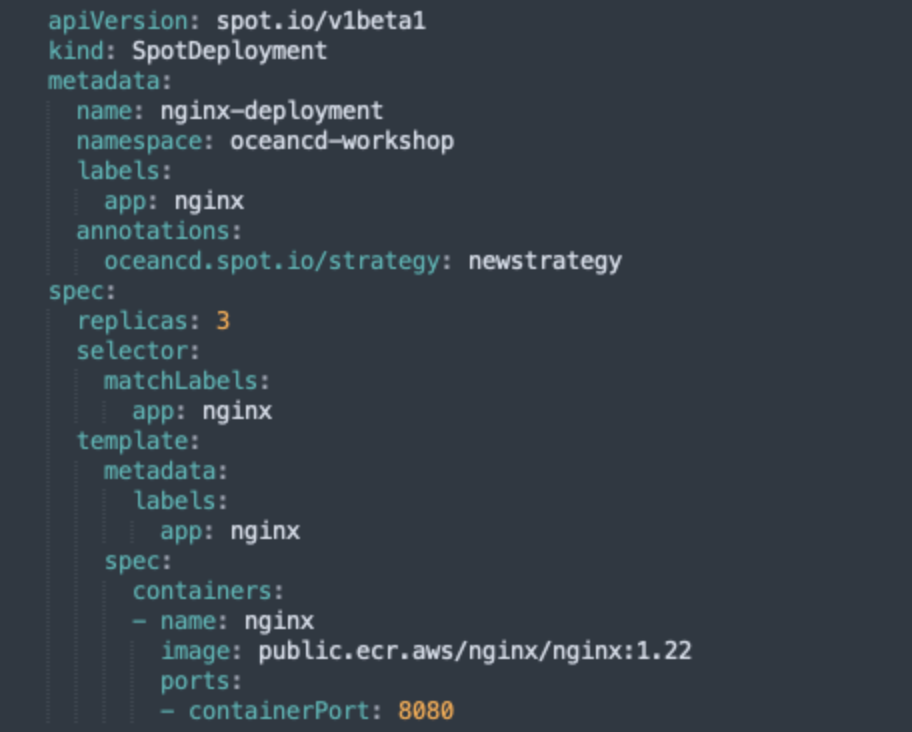 apiVersion: spot.io/v1beta1
kind: SpotDeployment
metadata:
  name: nginx-deployment
  namespace: oceancd-workshop
  labels:
    app: nginx
  annotations:
    oceancd.spot.io/strategy: newstrategy
spec:
  replicas: 3
  selector:
    matchLabels:
      app: nginx
  template:
    metadata:
      labels:
        app: nginx
    spec:
      containers:
      - name: nginx
        image: public.ecr.aws/nginx/nginx:1.22
        ports:
        - containerPort: 8080